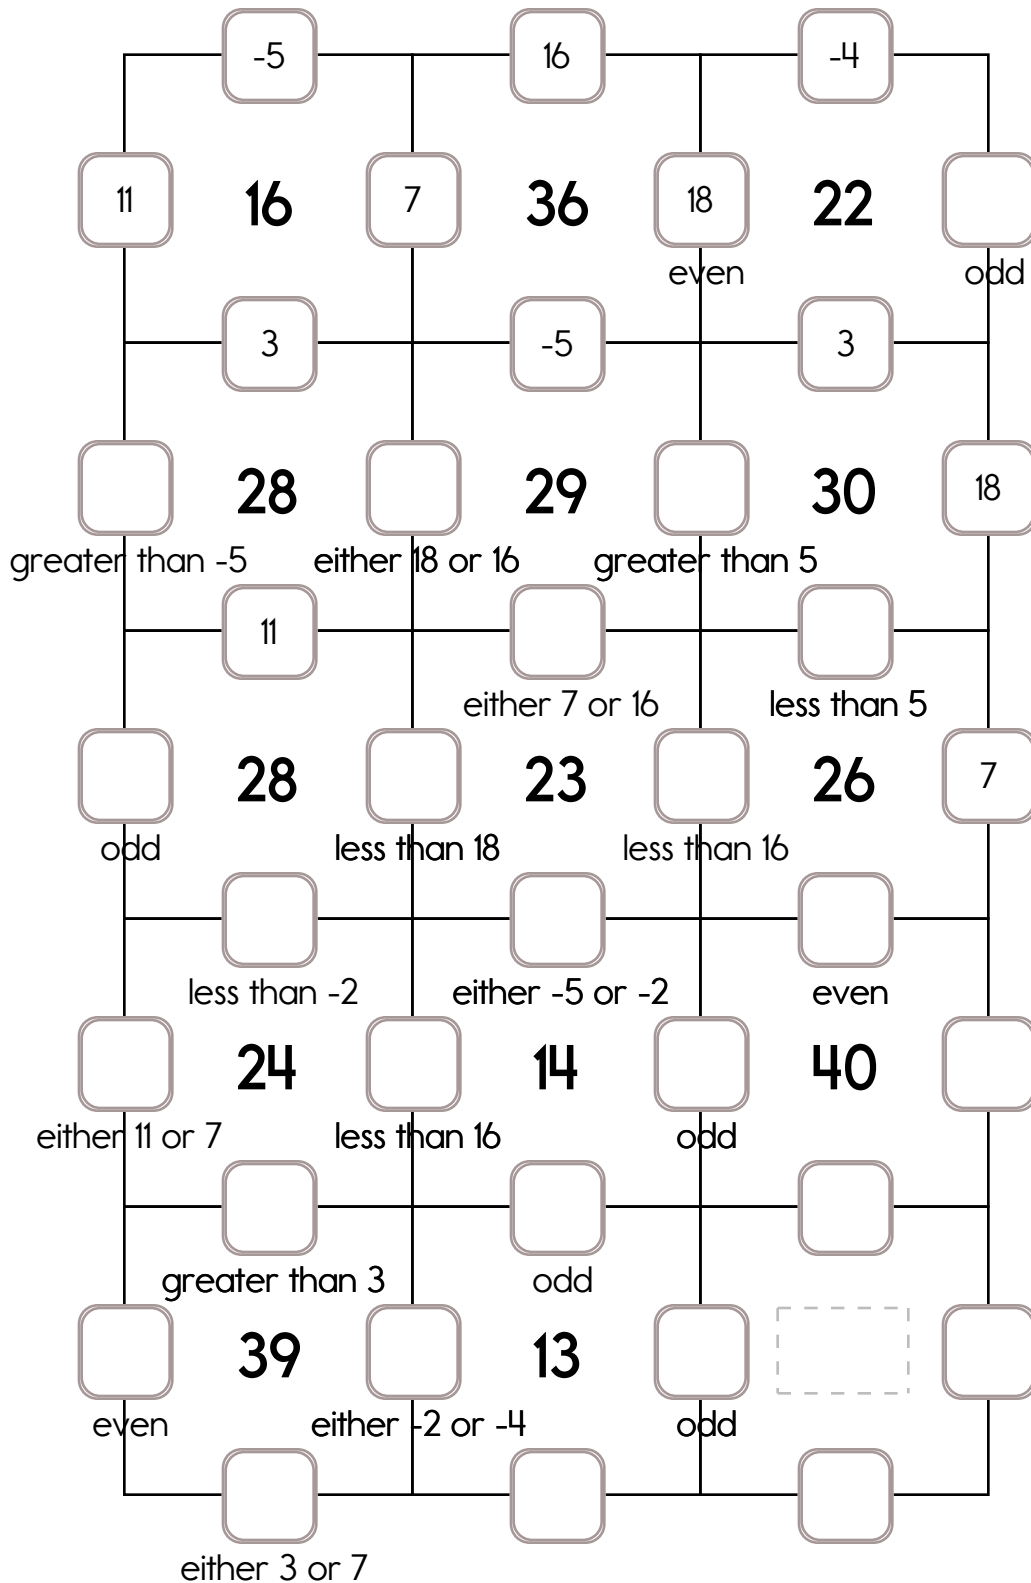 -5 16 -4
11 16 7 36 18 22
even odd
3 -5 3
28 29 30 18
greater than -5 either 18 or 16 greater than 5
11
either 7 or 16 less than 5
28 23 26 7
odd less than 18 less than 16
less than -2 either -5 or -2 even
24 14 40
either 11 or 7 less than 16 odd
greater than 3 odd
39 13
even either -2 or -4 odd
either 3 or 7